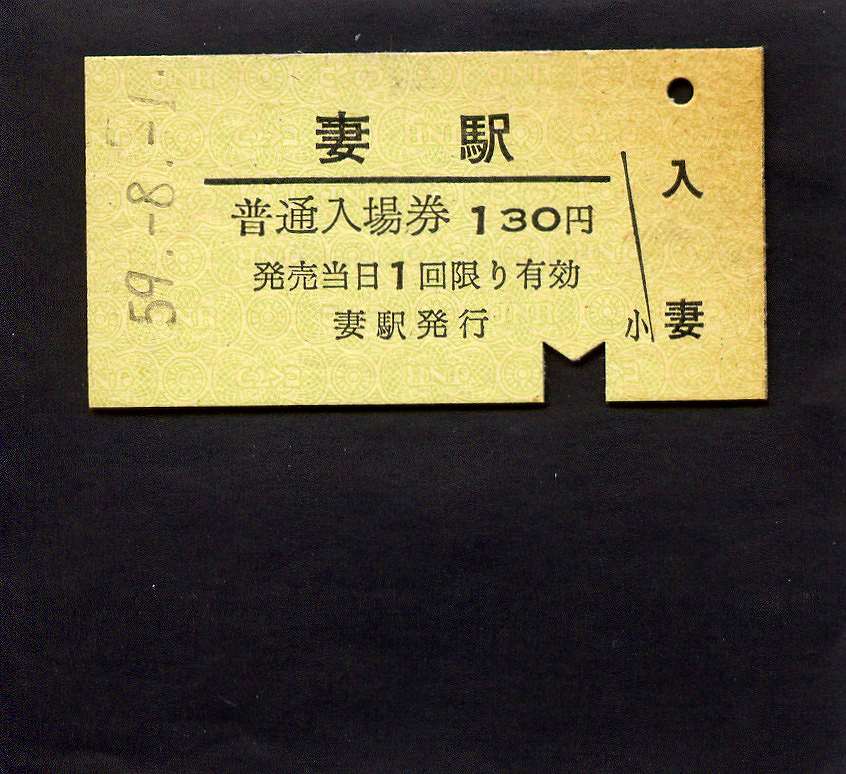 59.-8.-1.
妻駅
普通入場券 130円
発売当日1回限り有効
妻駅発行
小
入
妻